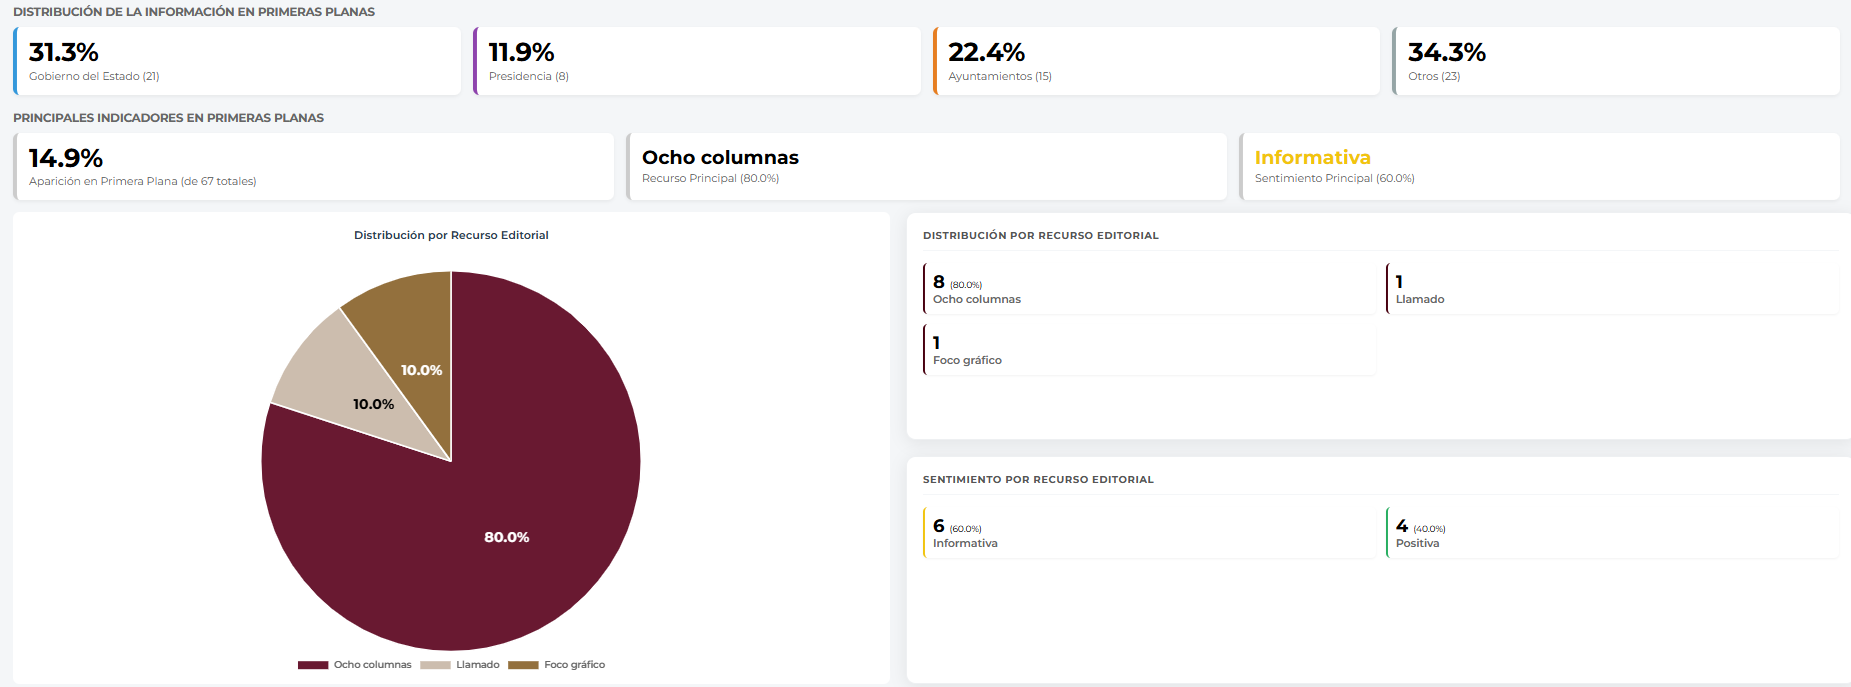 DISTRIBUCIÓN DE LA INFORMACIÓN EN PRIMERAS PLANAS
31.3%
Gobierno del Estado (21)
11.9%
Presidencia (8)
22.4%
Ayuntamientos (15)
34.3%
Otros (23)
PRINCIPALES INDICADORES EN PRIMERAS PLANAS
14.9%
Aparición en Primera Plana (de 67 totales)
Ocho columnas
Recurso Principal (80.0%)
Informativa
Sentimiento Principal (60.0%)
Distribución por Recurso Editorial
10.0%
10.0%
80.0%
Ocho columnas
Llamado
Foco gráfico
DISTRIBUCIÓN POR RECURSO EDITORIAL
8 (80.0%)
Ocho columnas
1
Llamado
1
Foco gráfico
SENTIMIENTO POR RECURSO EDITORIAL
6 (60.0%)
Informativa
4 (40.0%)
Positiva